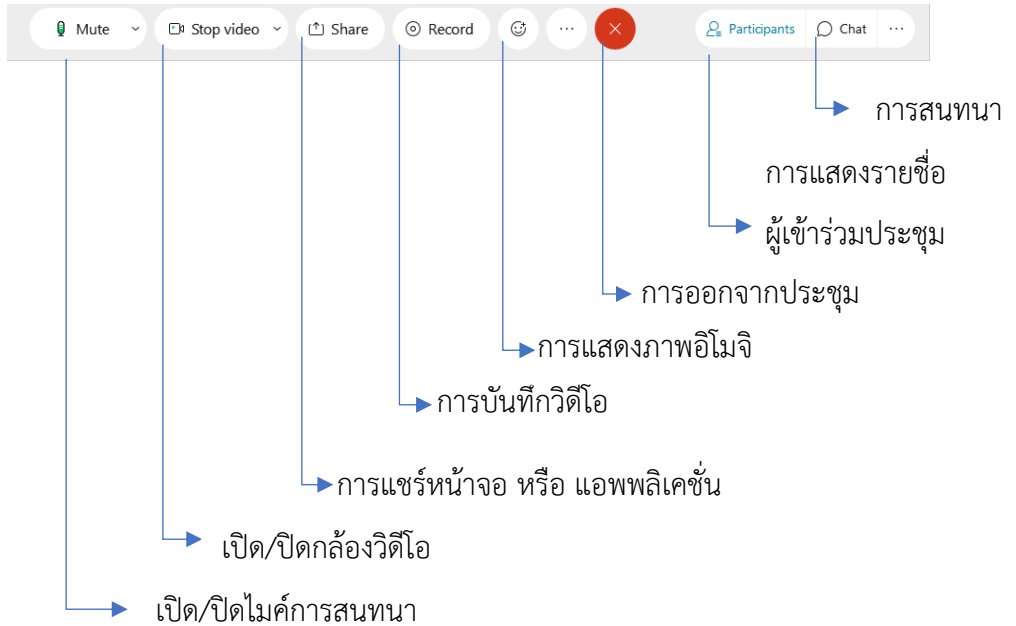 Mute
Stop video
Share
Record
Participants
Chat
การสนทนา
การแสดงรายชื่อ
ผู้เข้าร่วมประชุม
การออกจากประชุม
การแสดงภาพอิโมจิ
การบันทึกวิดีโอ
การแชร์หน้าจอ หรือ แอพพลิเคชั่น
เปิด/ปิดกล้องวิดีโอ
เปิด/ปิดไมค์การสนทนา